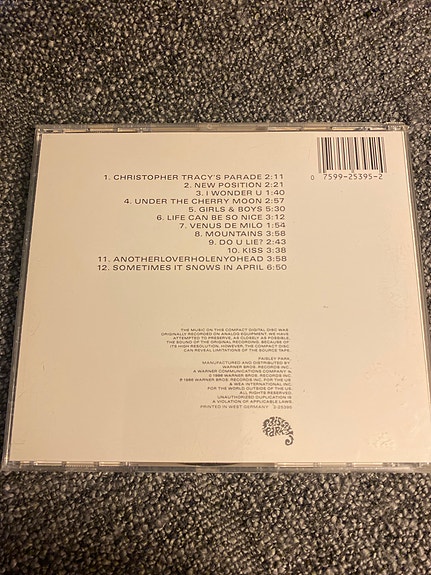 0 7599-25395-2
1. CHRISTOPHER TRACY'S PARADE 2:11
2. NEW POSITION 2:21
3. I WONDER U 1:40
4. UNDER THE CHERRY MOON 2:57
5. GIRLS & BOYS 5:30
6. LIFE CAN BE SO NICE 3:12
7. VENUS DE MILO 1:54
8. MOUNTAINS 3:58
9. DO U LIE? 2:43
10. KISS 3:38
11. ANOTHERLOVERHOLENYOHEAD 3:58
12. SOMETIMES IT SNOWS IN APRIL 6:50
THE MUSIC ON THIS COMPACT DIGITAL DISC WAS
ORIGINALLY RECORDED ON ANALOG EQUIPMENT. WE HAVE
ATTEMPTED TO PRESERVE, AS CLOSELY AS POSSIBLE,
THE SOUND OF THE ORIGINAL RECORDING. BECAUSE OF
ITS HIGH RESOLUTION, HOWEVER, THE COMPACT DISC
CAN REVEAL LIMITATIONS OF THE SOURCE TAPE.
PAISLEY PARK,
MANUFACTURED AND DISTRIBUTED BY
WARNER BROS. RECORDS INC.,
A WARNER COMMUNICATIONS COMPANY
© 1986 WARNER BROS. RECORDS INC.
℗ 1986 WARNER BROS. RECORDS INC. FOR THE US
& WEA INTERNATIONAL INC.
FOR THE WORLD OUTSIDE OF THE US
ALL RIGHTS RESERVED.
UNAUTHORIZED DUPLICATION IS
A VIOLATION OF APPLICABLE LAWS.
PRINTED IN WEST GERMANY 2-25395
PAISLEY
PARK